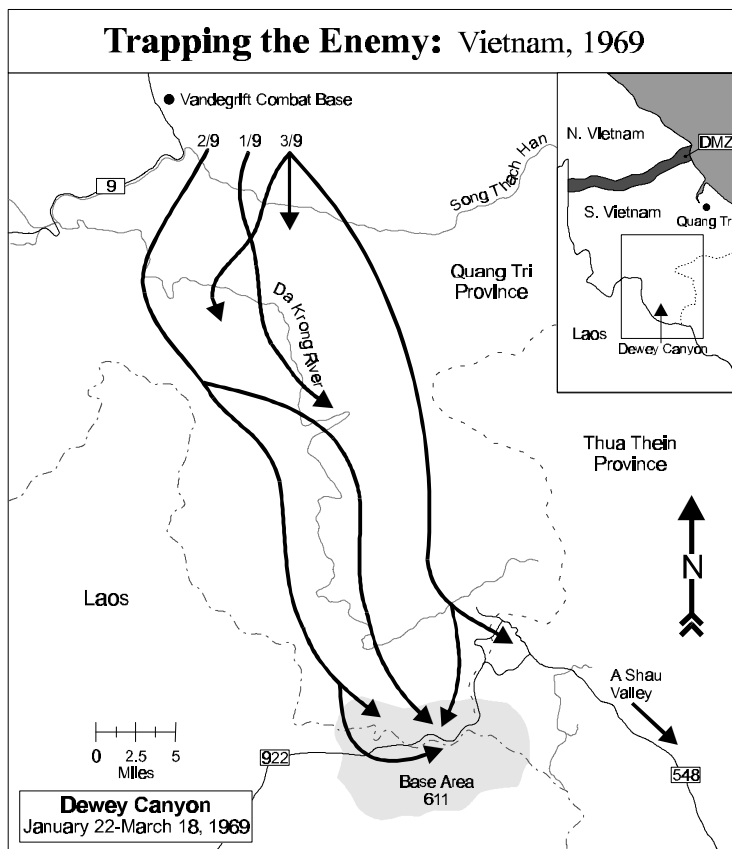 Trapping the Enemy: Vietnam, 1969
Vandegrift Combat Base
2/9 1/9 3/9
9
Song Thach Han
Da Krong River
Quang Tri
Province
N. Vietnam
DMZ
S. Vietnam
Quang Tri
Laos
Dewey Canyon
Thua Thein
Province
N
Laos
A Shau
Valley
0 2.5 5
Miles
922
548
Base Area
611
Dewey Canyon
January 22-March 18, 1969